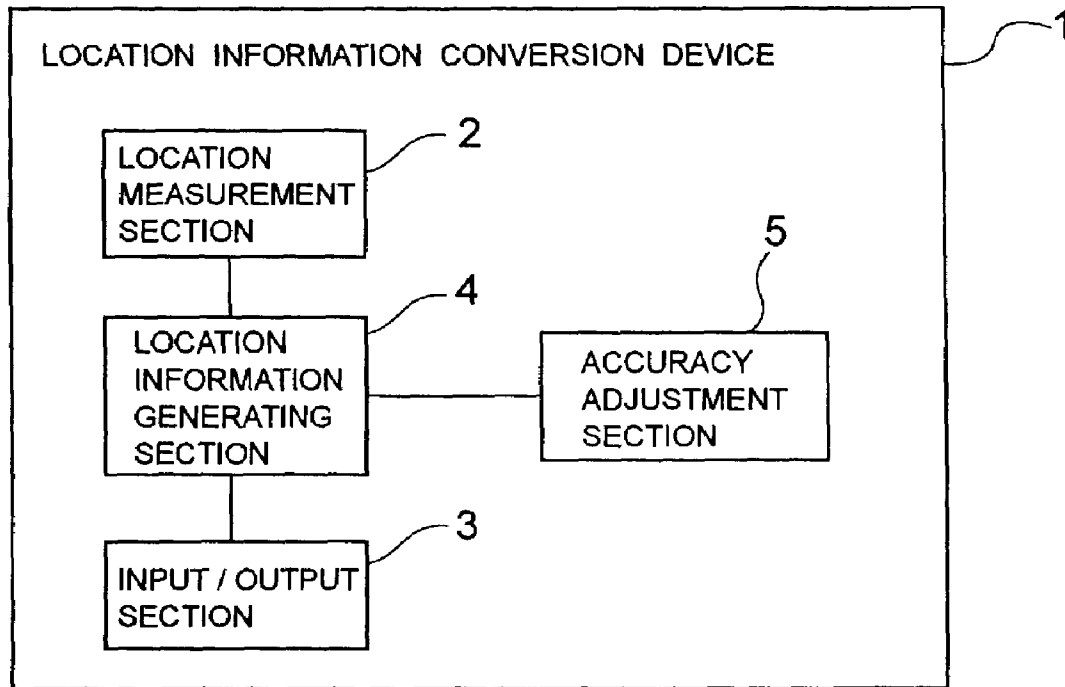 1
LOCATION INFORMATION CONVERSION DEVICE
2
LOCATION
MEASUREMENT
SECTION
4
LOCATION
INFORMATION
GENERATING
SECTION
5
ACCURACY
ADJUSTMENT
SECTION
3
INPUT / OUTPUT
SECTION